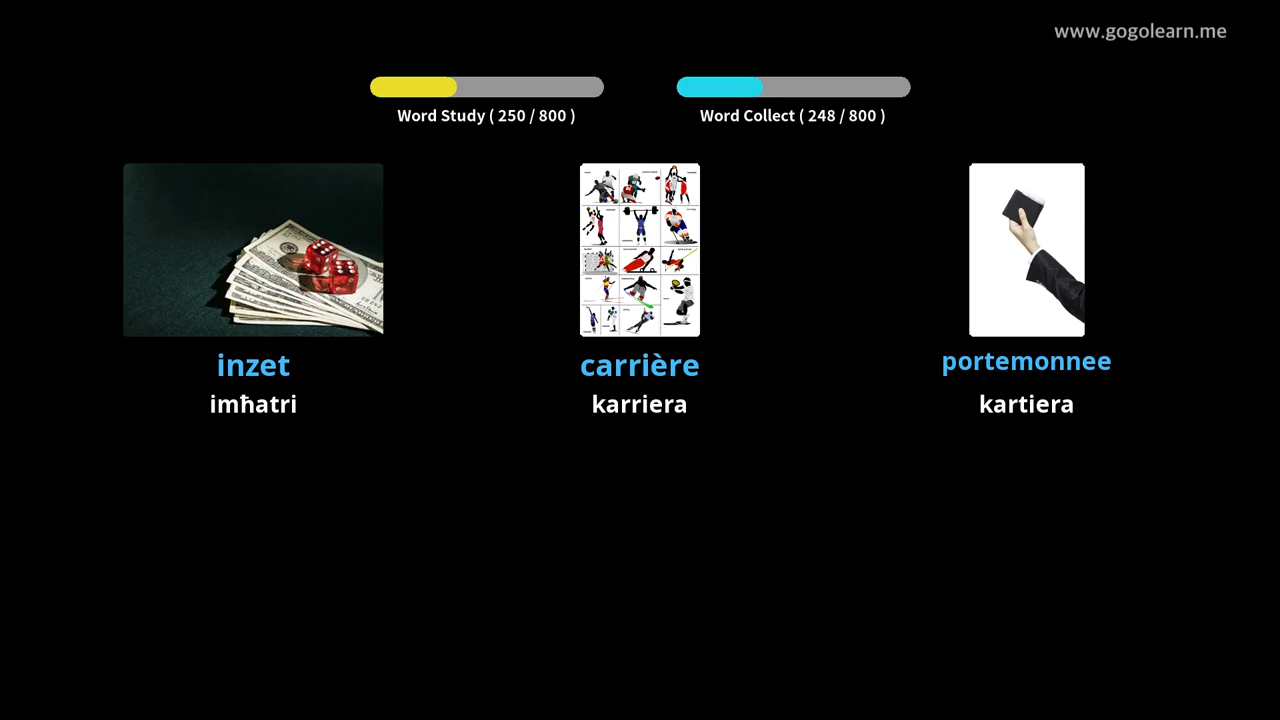 www.gogolearn.me
Word Study ( 250 / 800 )
Word Collect ( 248 / 800 )
inzet
carrière
portemonnee
imħatri
karriera
kartiera